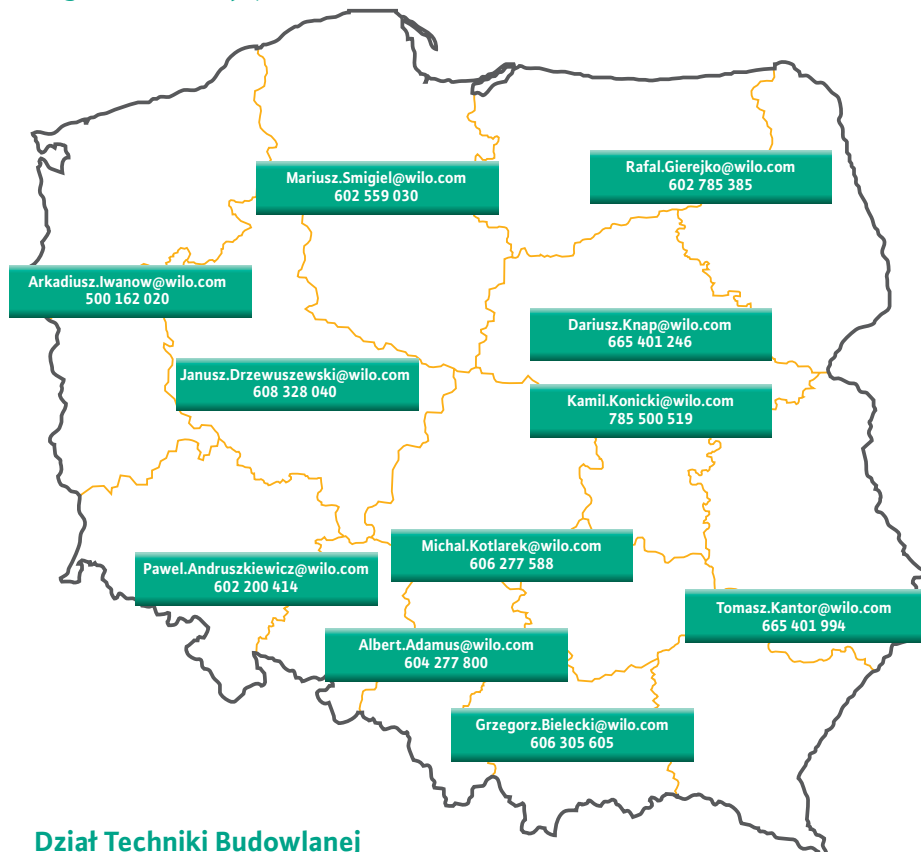 Mariusz.Smigiel@wilo.com
602 559 030
Rafal.Gierejko@wilo.com
602 785 385
Arkadiusz.Iwanow@wilo.com
500 162 020
Dariusz.Knap@wilo.com
665 401 246
Janusz.Drzewuszewski@wilo.com
608 328 040
Kamil.Konicki@wilo.com
785 500 519
Michal.Kotlarek@wilo.com
606 277 588
Pawel.Andruszkiewicz@wilo.com
602 200 414
Tomasz.Kantor@wilo.com
665 401 994
Albert.Adamus@wilo.com
604 277 800
Grzegorz.Bielecki@wilo.com
606 305 605
Dział Techniki Budowlanej